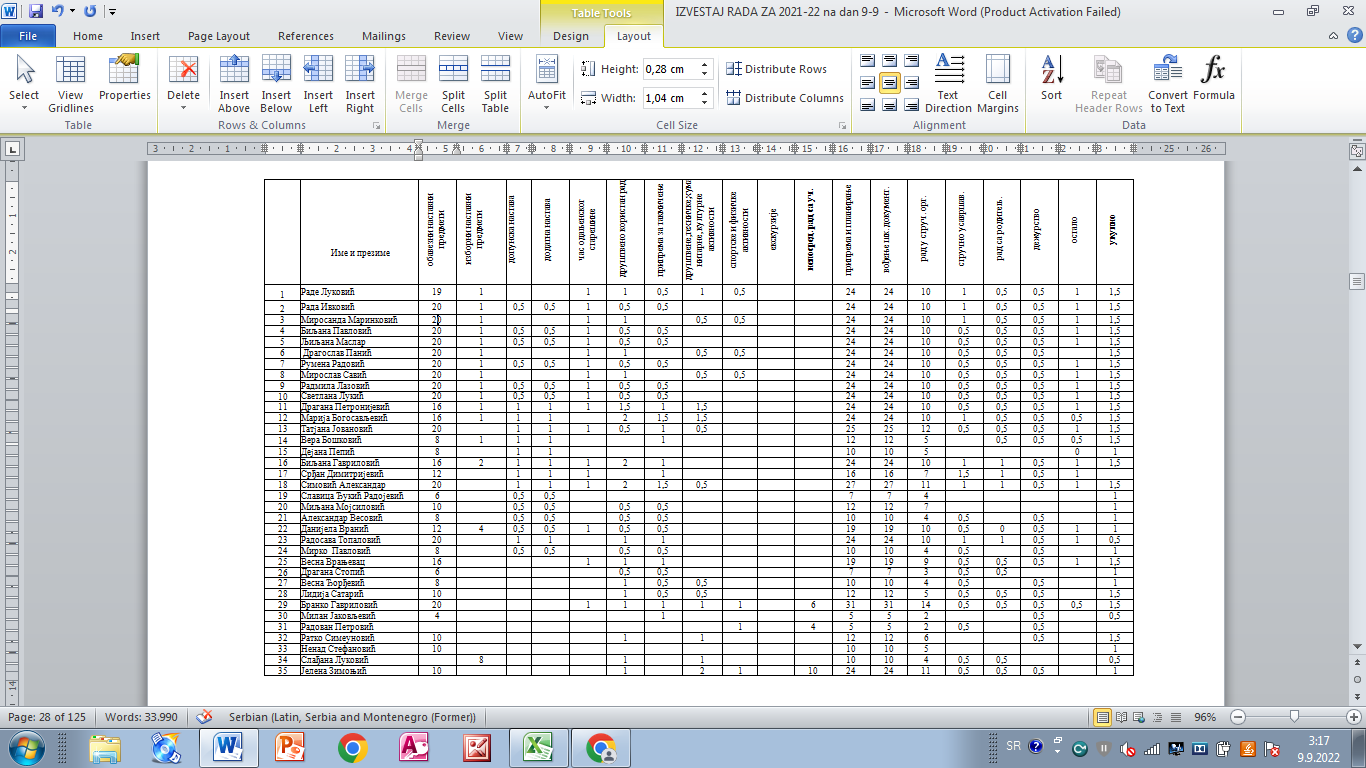 Table Tools
IZVESTAJ RADA ZA 2021-22 na dan 9-9 - Microsoft Word (Product Activation Failed)
File Home Insert Page Layout References Mailings Review View Design Layout
Select View Gridlines Properties Delete Insert Above Insert Below Insert Left Insert Right Merge Cells Split Cells Split Table AutoFit Height: 0,28 cm Width: 1,04 cm Distribute Rows Distribute Columns Text Direction Cell Margins Sort Repeat Header Rows Convert to Text Formula
Table Rows & Columns Merge Cell Size Alignment Data
Име и презиме обавезни наставни предмети изборни наставни предмети допунска настава додатна настава час одељенског старешине друштвено користан рад припрема за такмичење активности спортске и физичке активности екскурзије непосред. рад са уч. припрема и планирање вођење шк. документ. рад у струч. орг. стручно усавршав. рад са родитељ. дежурство остало укупно
1 Раде Луковић 19 1 1 1 0,5 1 0,5 24 24 10 1 0,5 0,5 1 1,5
2 Рада Ивковић 20 1 0,5 0,5 1 0,5 0,5 24 24 10 1 0,5 0,5 1 1,5
3 Миросанда Маринковић 20 1 1 1 0,5 0,5 24 24 10 1 0,5 0,5 1 1,5
4 Биљана Павловић 20 1 0,5 0,5 1 0,5 0,5 24 24 10 0,5 0,5 0,5 1 1,5
5 Љиљана Маслар 20 1 0,5 0,5 1 0,5 0,5 24 24 10 0,5 0,5 0,5 1 1,5
6 Драгослав Панић 20 1 1 1 0,5 0,5 24 24 10 0,5 0,5 0,5 1,5
7 Румена Радовић 20 1 0,5 0,5 1 0,5 0,5 24 24 10 0,5 0,5 0,5 1 1,5
8 Мирослав Савић 20 1 1 1 0,5 0,5 24 24 10 0,5 0,5 0,5 1 1,5
9 Радмила Лазовић 20 1 0,5 0,5 1 0,5 0,5 24 24 10 0,5 0,5 0,5 1 1,5
10 Светлана Лукић 20 1 0,5 0,5 1 0,5 0,5 24 24 10 0,5 0,5 0,5 1 1,5
11 Драгана Петронијевић 16 1 1 1 1 1,5 1 1,5 24 24 10 0,5 0,5 0,5 1 1,5
12 Марија Богосављевић 16 1 1 1 2 1,5 1,5 24 24 10 1 0,5 0,5 0,5 1,5
13 Татјана Јовановић 20 1 1 1 0,5 1 0,5 25 25 12 0,5 0,5 0,5 1 1,5
14 Вера Бошковић 8 1 1 1 1 12 12 5 0,5 0,5 0,5 1,5
15 Дејана Пепић 8 1 1 10 10 5 0 1
16 Биљана Гавриловић 16 2 1 1 1 2 1 24 24 10 1 1 0,5 1 1,5
17 Срђан Димитријевић 12 1 1 1 1 16 16 7 1,5 1 0,5 1
18 Симовић Александар 20 1 1 1 2 1,5 0,5 27 27 11 1 1 0,5 1 1,5
19 Славица Ћукић Радојевић 6 0,5 0,5 7 7 4 1
20 Миљана Мојсиловић 10 0,5 0,5 0,5 0,5 12 12 7 1
21 Александар Весовић 8 0,5 0,5 0,5 0,5 10 10 4 0,5 0,5 1
22 Данијела Вранић 12 4 0,5 0,5 1 0,5 0,5 19 19 10 0,5 0 0,5 1 1
23 Радосава Топаловић 20 1 1 1 1 24 24 10 1 1 0,5 1 0,5
24 Мирко Павловић 8 0,5 0,5 0,5 0,5 10 10 4 0,5 0,5 1
25 Весна Врањевац 16 1 1 1 19 19 9 0,5 0,5 0,5 1 1,5
26 Драгана Стопић 6 0,5 0,5 7 7 3 0,5 0,5 1
27 Весна Ђорђевић 8 1 0,5 0,5 10 10 4 0,5 0,5 1
28 Лидија Сатарић 10 1 0,5 0,5 12 12 5 0,5 0,5 0,5 1
29 Бранко Гавриловић 20 1 1 1 1 1 6 31 31 14 0,5 0,5 0,5 0,5 1,5
30 Милан Јаковљевић 4 1 5 5 2 0,5 0,5
31 Радован Петровић 1 4 5 5 2 0,5 0,5
32 Ратко Симеуновић 10 1 1 12 12 6 0,5 1,5
33 Ненад Стефановић 10 10 10 5 1
34 Слађана Луковић 8 1 1 10 10 4 0,5 0,5 0,5
35 Јелена Зимоњић 10 1 2 1 10 24 24 11 0,5 0,5 0,5 1
Page: 28 of 125 Words: 33.990 Serbian (Latin, Serbia and Montenegro (Former)) 96%
SR 3:17
9.9.2022